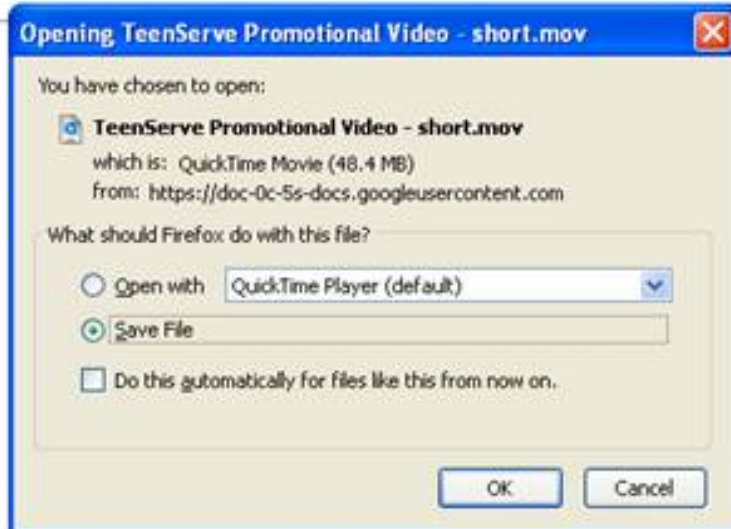 Opening TeenServe Promotional Video - short.mov
You have chosen to open:
TeenServe Promotional Video - short.mov
which is: QuickTime Movie (48.4 MB)
from: https://doc-0c-5s-docs.googleusercontent.com
What should Firefox do with this file?
Open with QuickTime Player (default)
Save File
Do this automatically for files like this from now on.
OK Cancel